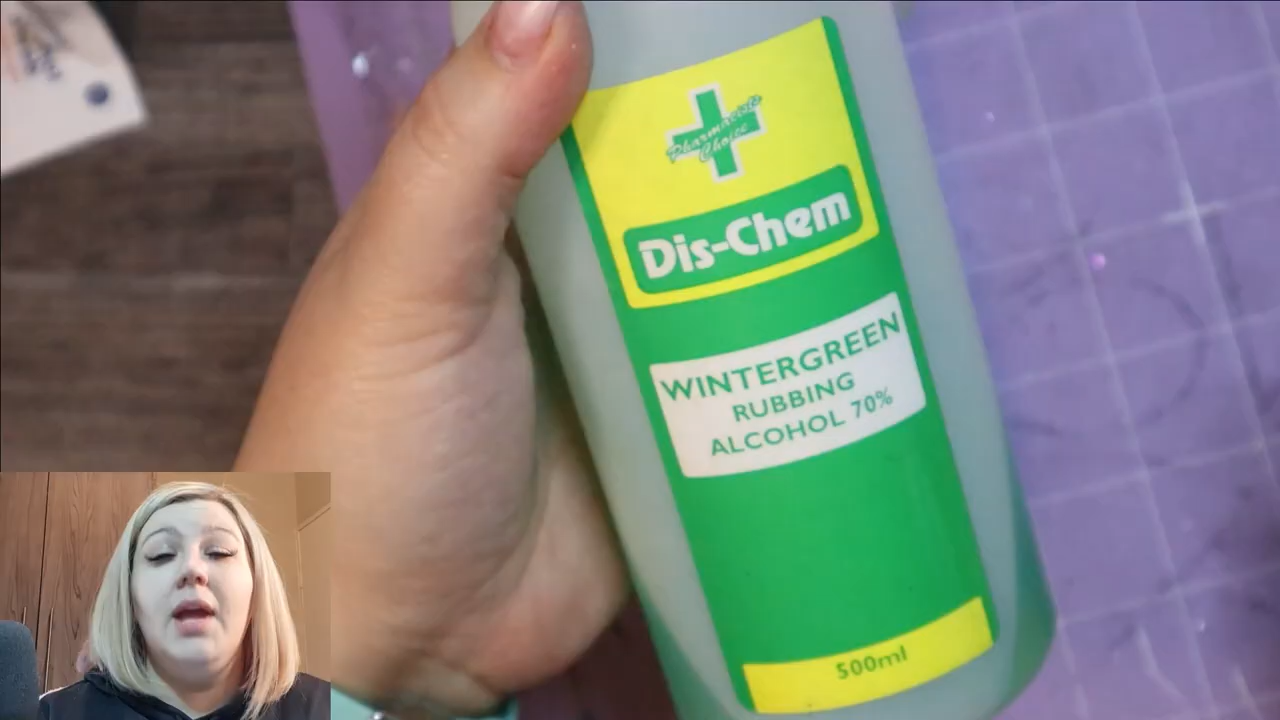 Pharmacist's
Choice
Dis-Chem
WINTERGREEN
RUBBING
ALCOHOL 70%
500ml